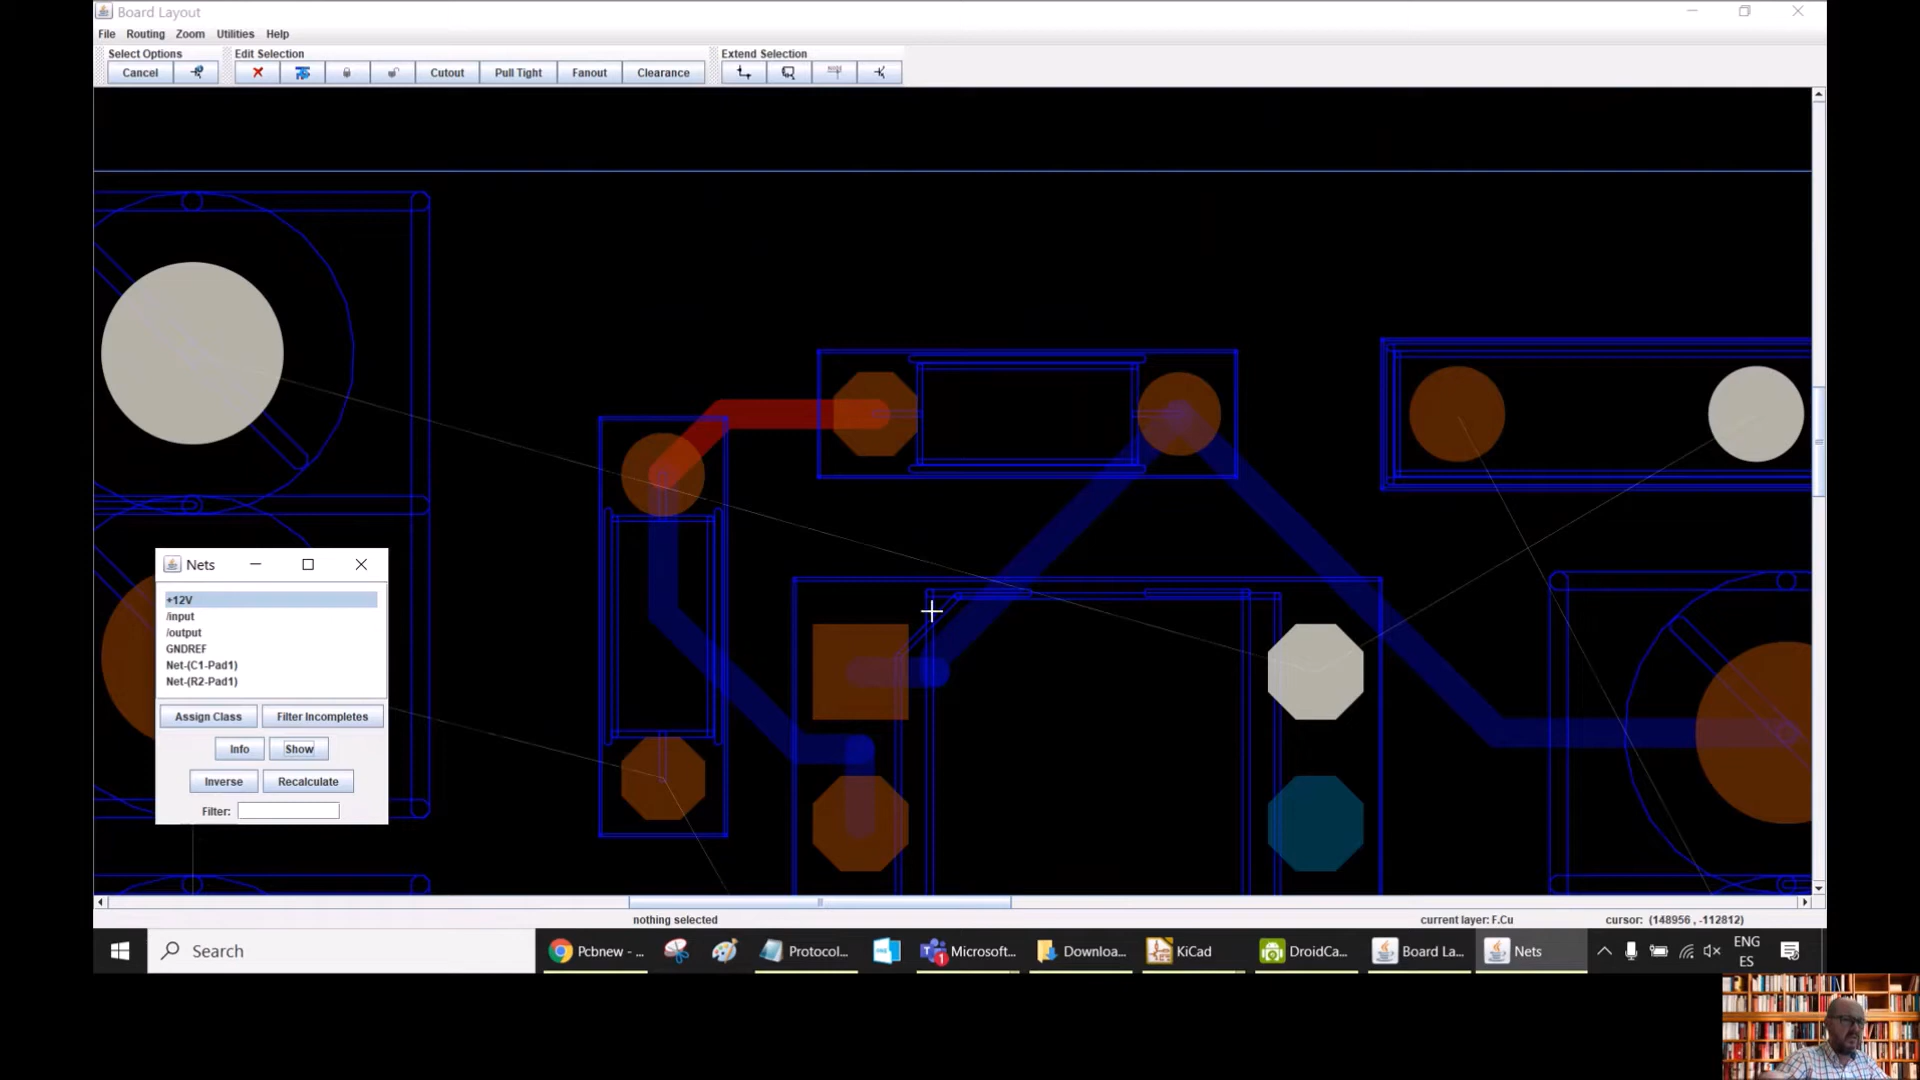 Board Layout
File Routing Zoom Utilities Help
Select Options Edit Selection Extend Selection
Cancel Cutout Pull Tight Fanout Clearance
Nets
+12V
/input
/output
GNDREF
Net-(C1-Pad1)
Net-(R2-Pad1)
Assign Class Filter Incompletes
Info Show
Inverse Recalculate
Filter:
nothing selected current layer: F.Cu cursor: (148956 , -112812)
Search Pcbnew - ... Protocol... 1 Microsoft... Downloa... KiCad DroidCa... Board La... Nets ENG
ES